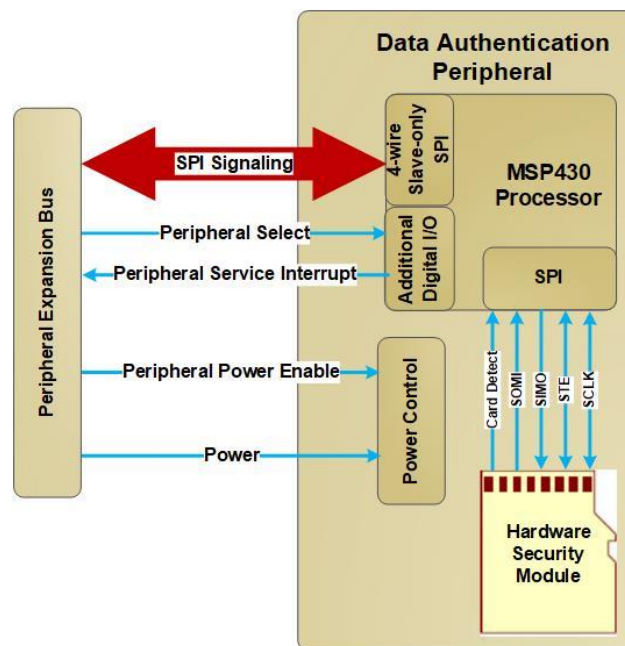 Data Authentication
Peripheral
Peripheral Expansion Bus
SPI Signaling
4-wire
Slave-only
SPI
MSP430
Processor
Peripheral Select
Peripheral Service Interrupt
Additional
Digital I/O
SPI
Peripheral Power Enable
Power
Power Control
Card Detect
SOMI
SIMO
STE
SCLK
Hardware
Security
Module